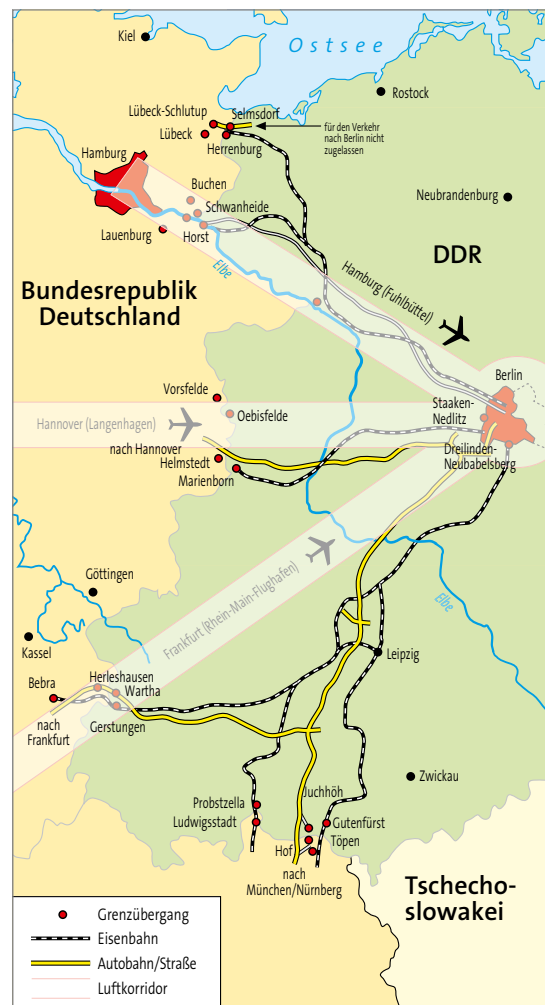 Kiel
Ostsee
Rostock
Lübeck-Schlutup
Selmsdorf
Lübeck
Herrenburg
für den Verkehr
nach Berlin nicht
zugelassen
Hamburg
Buchen
Schwanheide
Neubrandenburg
Lauenburg
Horst
Elbe
DDR
Hamburg (Fuhlbüttel)
Bundesrepublik
Deutschland
Berlin
Vorsfelde
Oebisfelde
Staaken-
Nedlitz
Hannover (Langenhagen)
nach Hannover
Helmstedt
Marienborn
Dreilinden-
Neubabelsberg
Göttingen
Frankfurt (Rhein-Main-Flughafen)
Elbe
Kassel
Leipzig
Bebra
Herleshausen
Wartha
nach
Frankfurt
Gerstungen
Zwickau
Juchhöh
Probstzella
Ludwigsstadt
Gutenfürst
Töpen
Hof
nach
München/Nürnberg
Tschecho-
slowakei
Grenzübergang
Eisenbahn
Autobahn/Straße
Luftkorridor